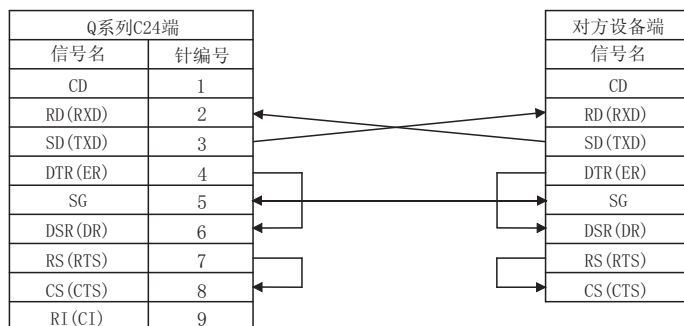 Q系列C24端 对方设备端
信号名 针编号 信号名
CD 1 CD
RD(RXD) 2 RD(RXD)
SD(TXD) 3 SD(TXD)
DTR(ER) 4 DTR(ER)
SG 5 SG
DSR(DR) 6 DSR(DR)
RS(RTS) 7 RS(RTS)
CS(CTS) 8 CS(CTS)
RI(CI) 9